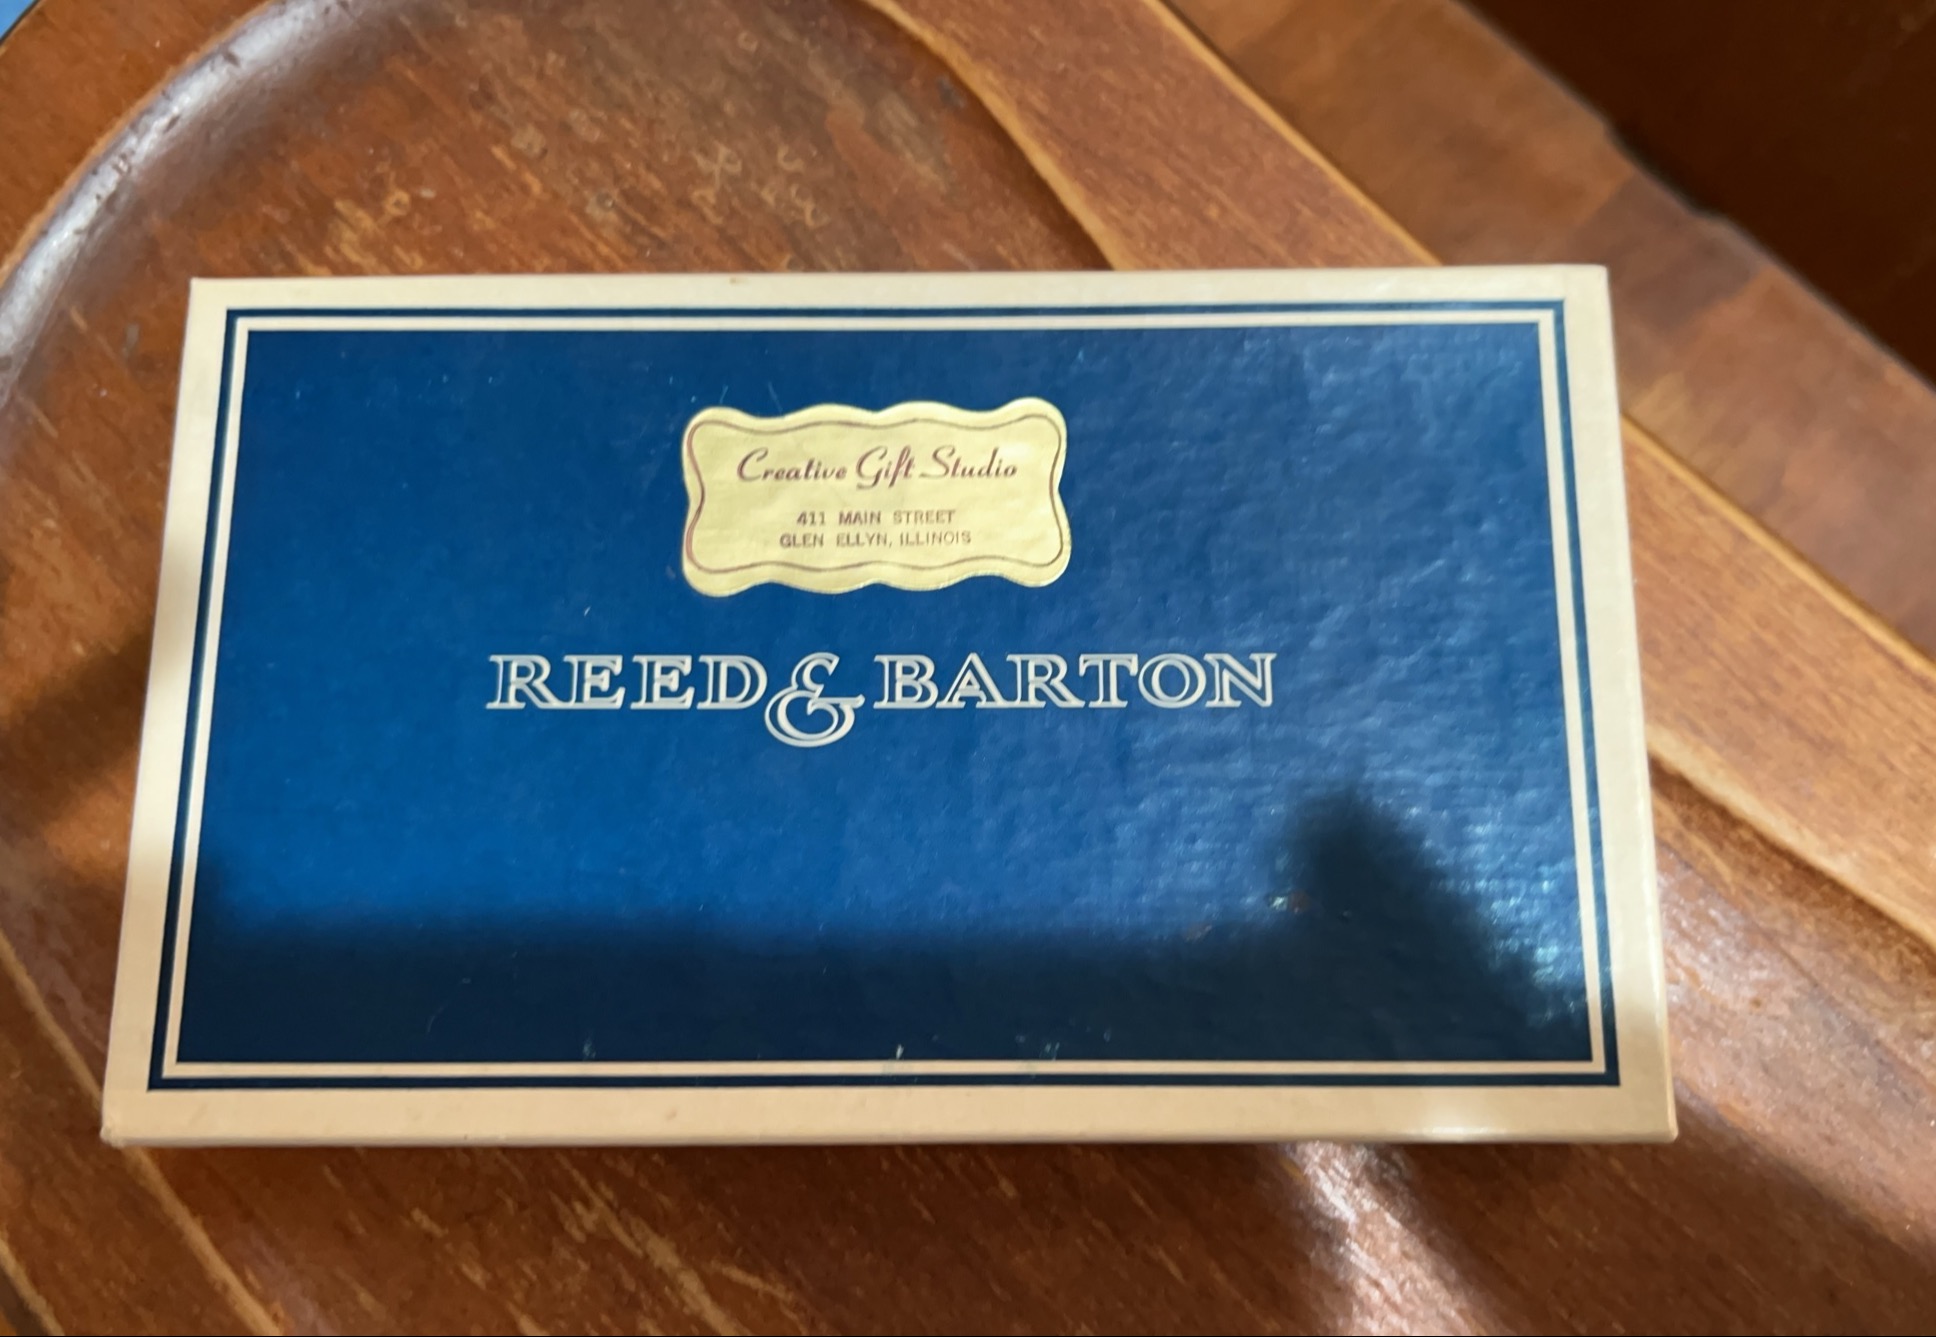 Creative Gift Studio
411 MAIN STREET
GLEN ELLYN, ILLINOIS
REED & BARTON